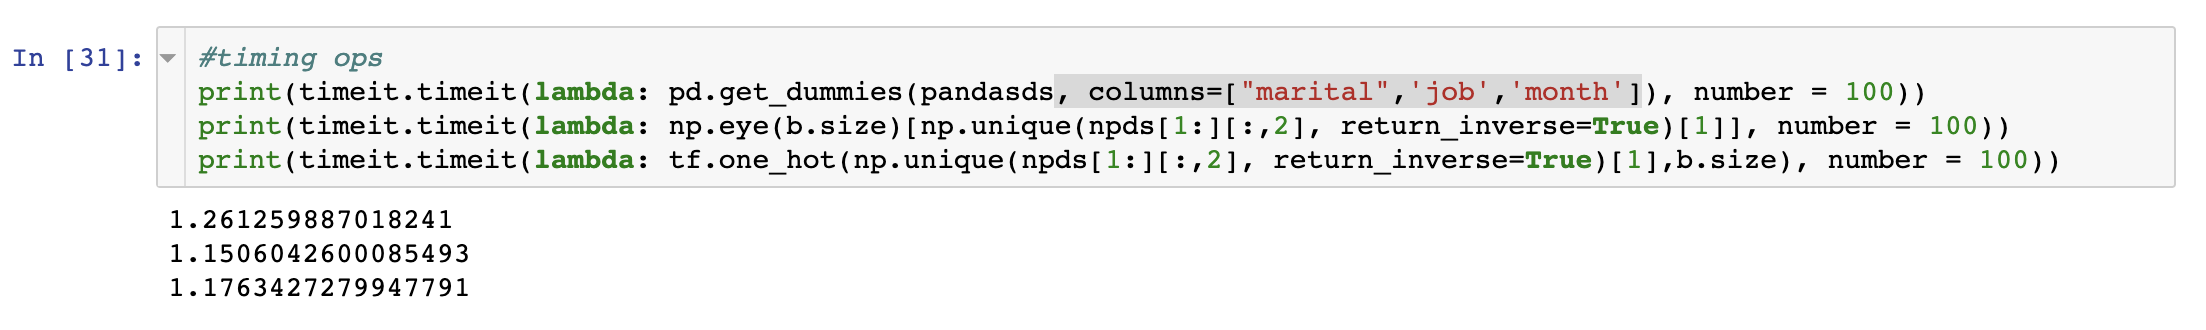 In [31]: #timing ops
print(timeit.timeit(lambda: pd.get_dummies(pandasds, columns=["marital",'job','month']), number = 100))
print(timeit.timeit(lambda: np.eye(b.size)[np.unique(npds[1:][:,2], return_inverse=True)[1]], number = 100))
print(timeit.timeit(lambda: tf.one_hot(np.unique(npds[1:][:,2], return_inverse=True)[1],b.size), number = 100))
1.261259887018241
1.1506042600085493
1.1763427279947791